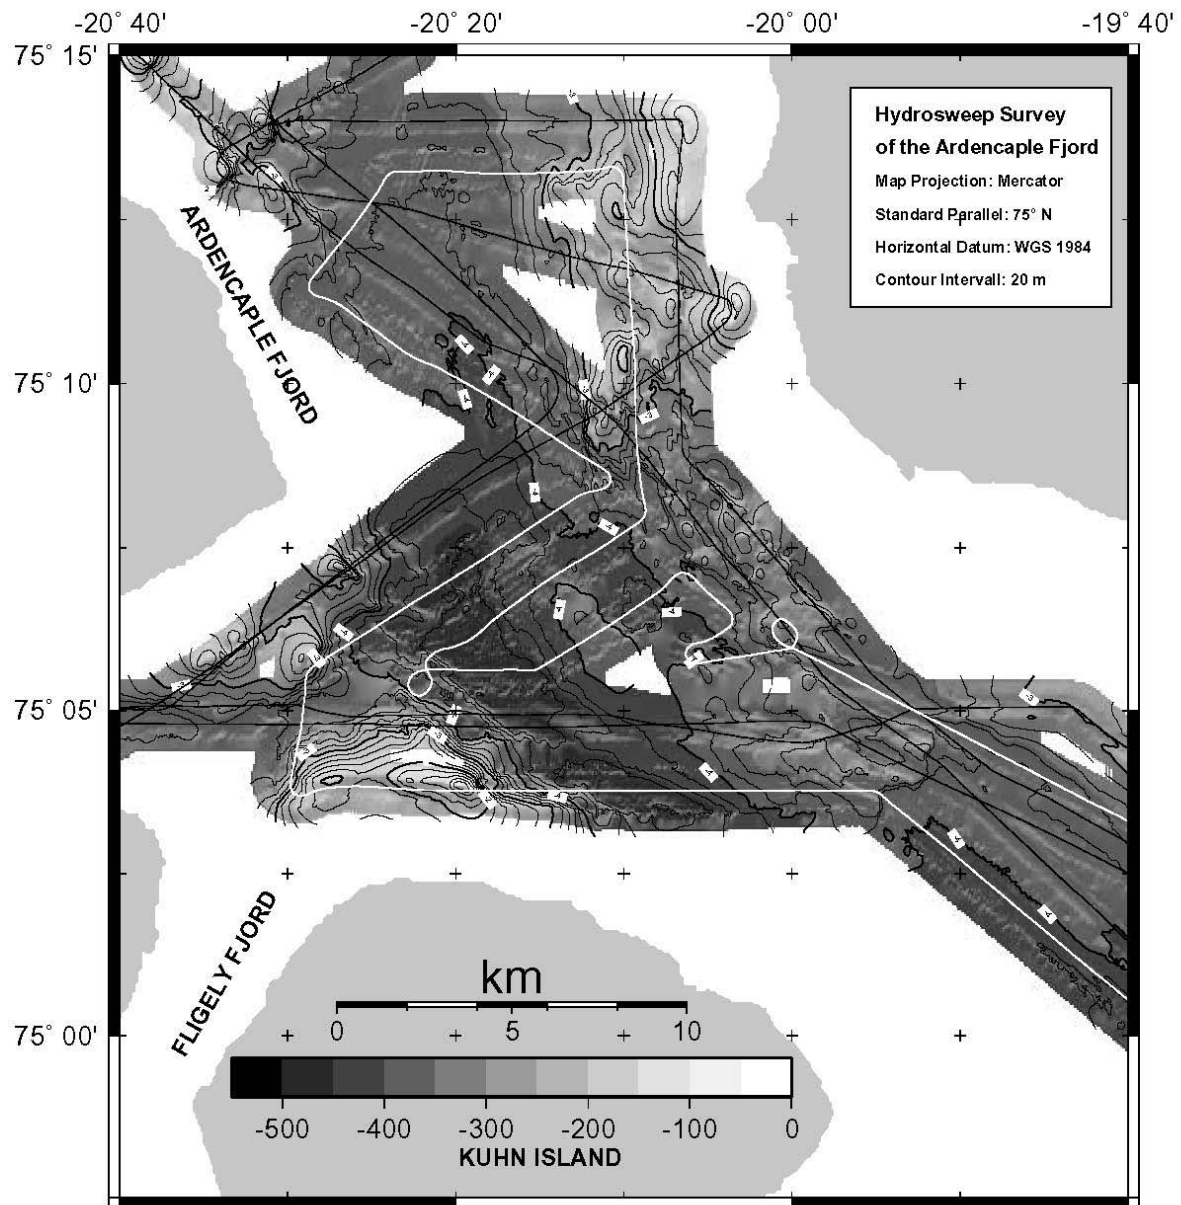 -20° 40' -20° 20' -20° 00' -19° 40'
75° 15'
Hydrosweep Survey
of the Ardencaple Fjord
Map Projection: Mercator
Standard Parallel: 75° N
Horizontal Datum: WGS 1984
Contour Intervall: 20 m
ARDENCAPLE FJORD
75° 10'
75° 05'
FLIGELY FJORD
75° 00'
km
0 5 10
-500 -400 -300 -200 -100 0
KUHN ISLAND